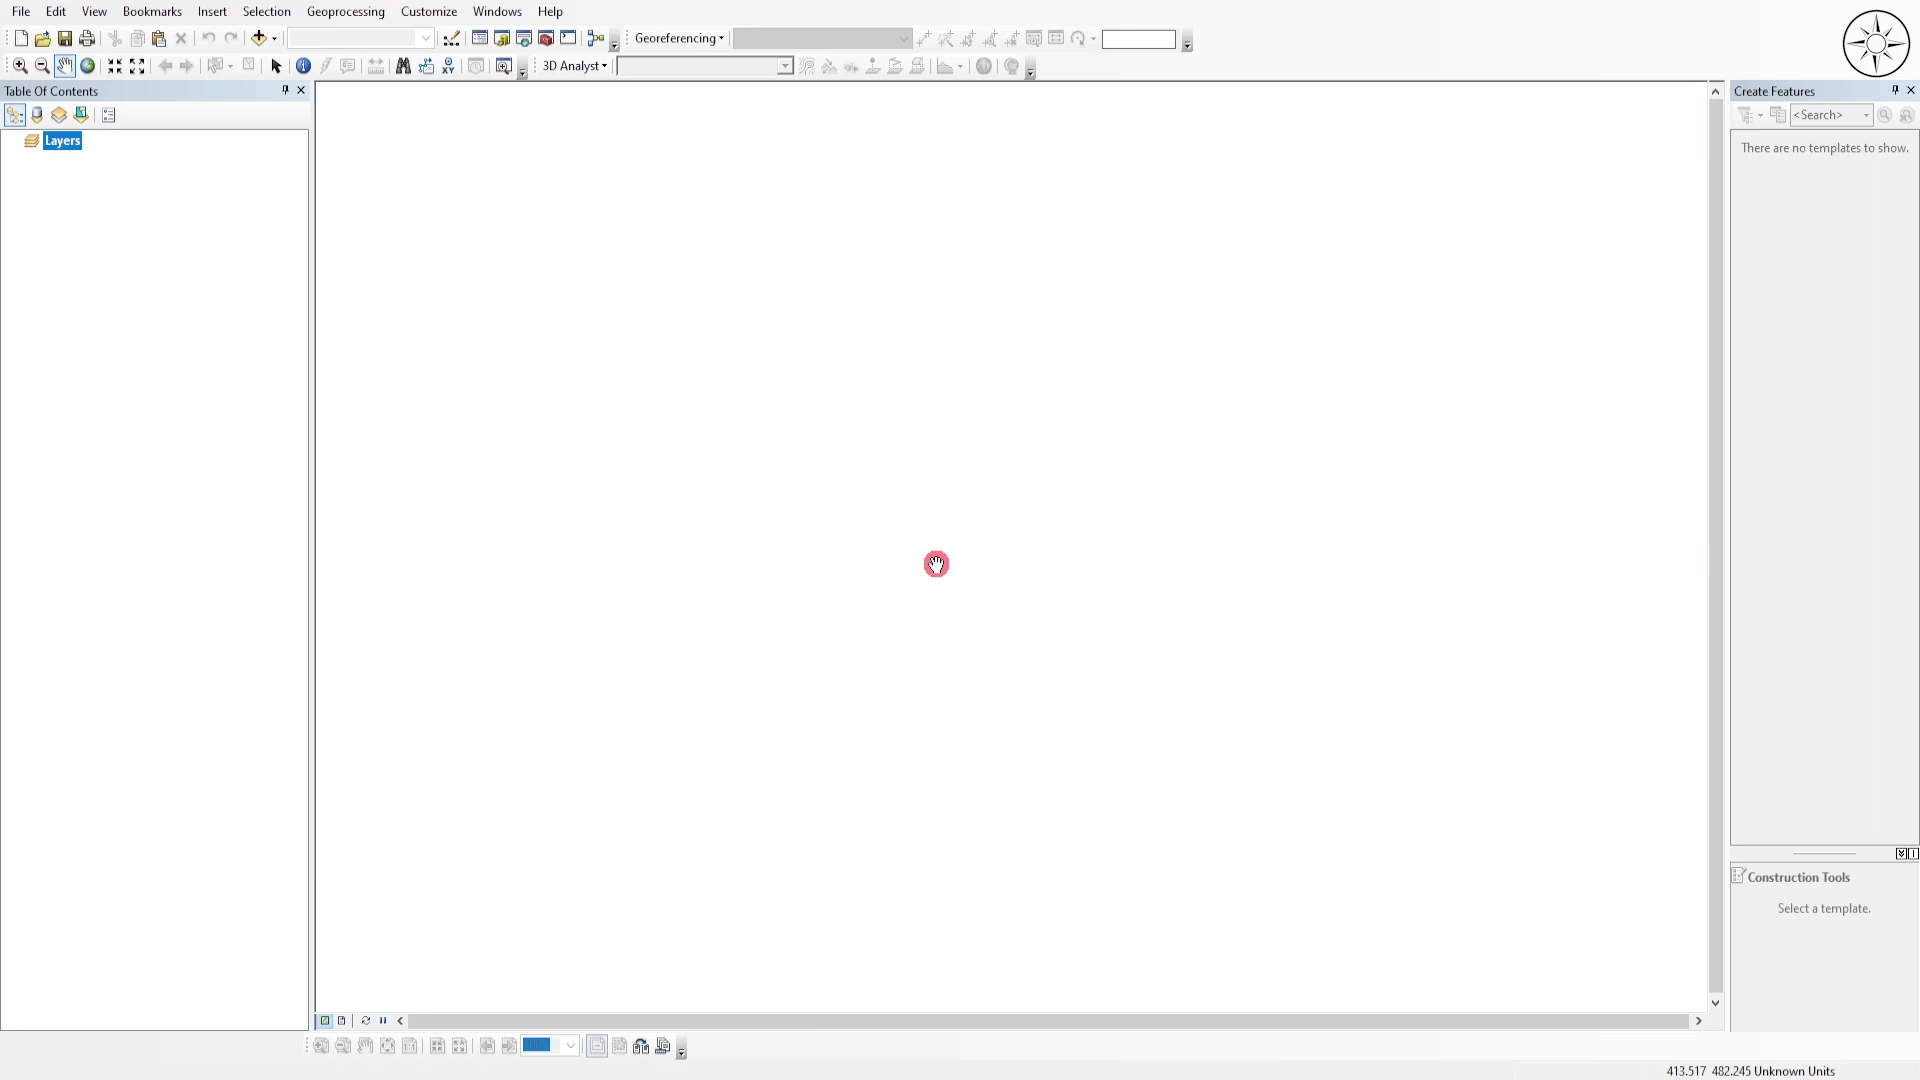 File Edit View Bookmarks Insert Selection Geoprocessing Customize Windows Help
Georeferencing
3D Analyst
Table Of Contents
Layers
Create Features
<Search>
There are no templates to show.
Construction Tools
Select a template.
413.517 482.245 Unknown Units